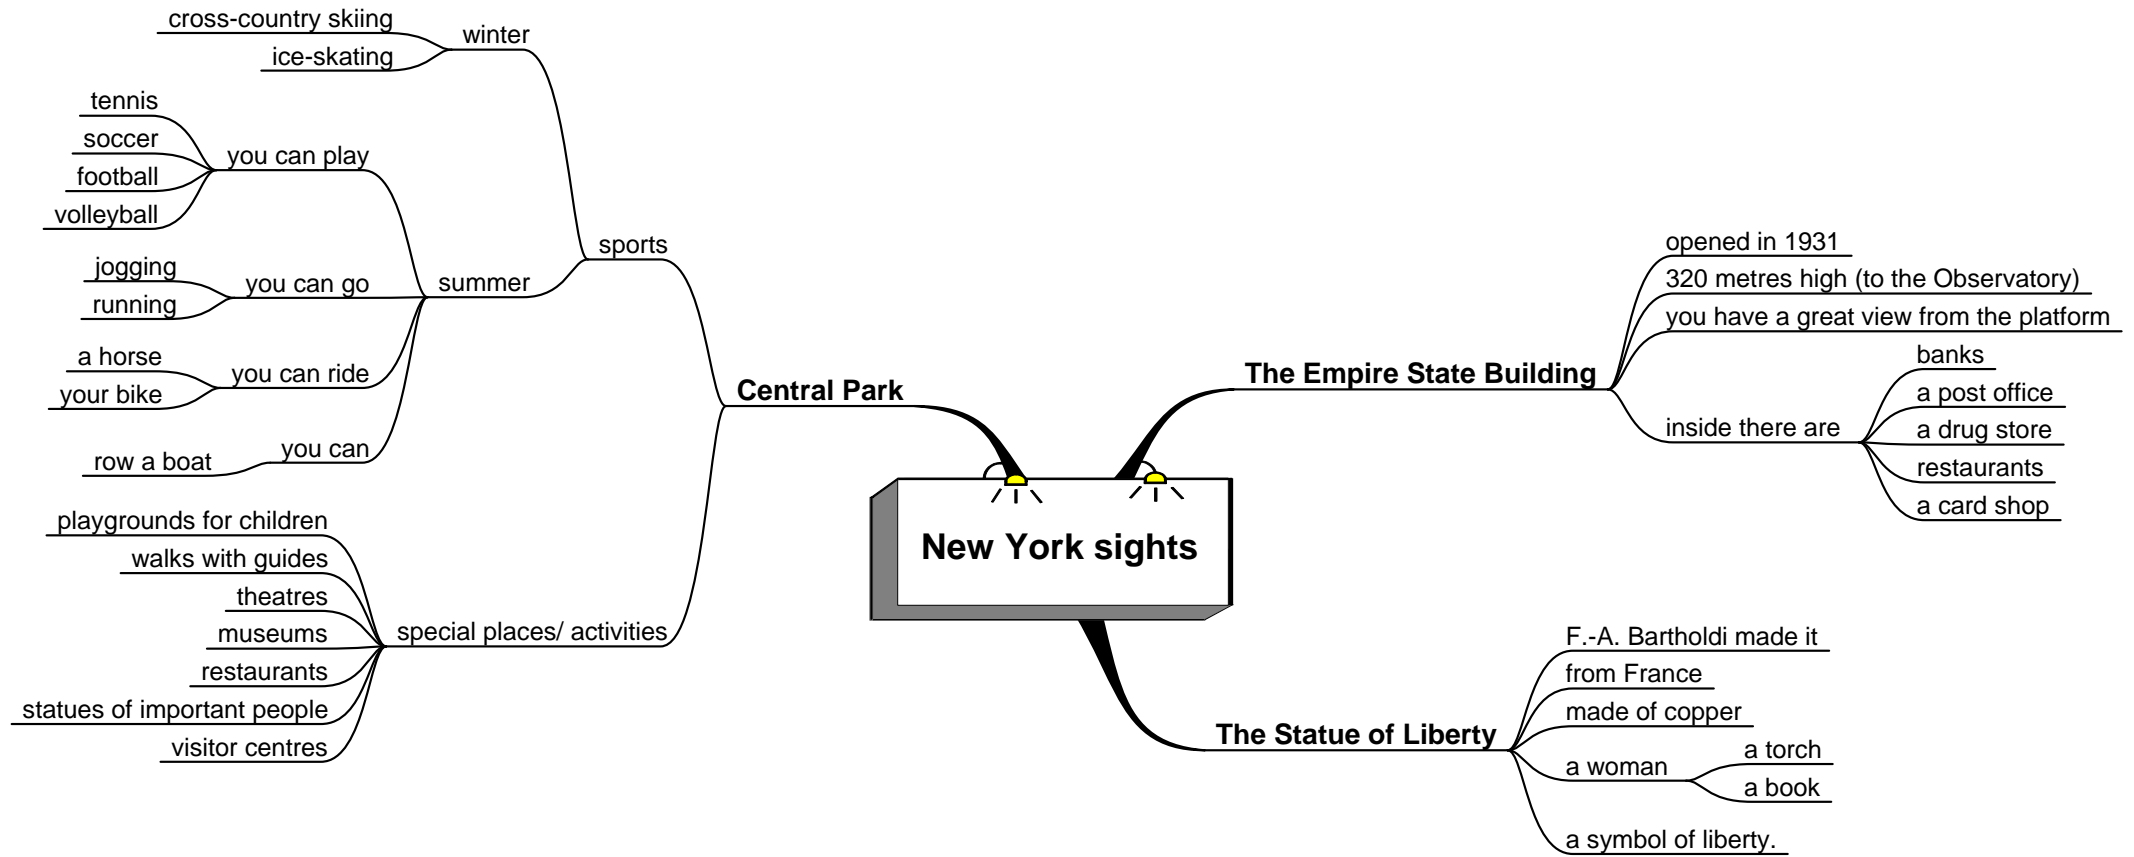 New York sights
Central Park
sports
winter
cross-country skiing
ice-skating
summer
you can play
tennis
soccer
football
volleyball
you can go
jogging
running
you can ride
a horse
your bike
you can
row a boat
special places/ activities
playgrounds for children
walks with guides
theatres
museums
restaurants
statues of important people
visitor centres
The Empire State Building
opened in 1931
320 metres high (to the Observatory)
you have a great view from the platform
inside there are
banks
a post office
a drug store
restaurants
a card shop
The Statue of Liberty
F.-A. Bartholdi made it
from France
made of copper
a woman
a torch
a book
a symbol of liberty.